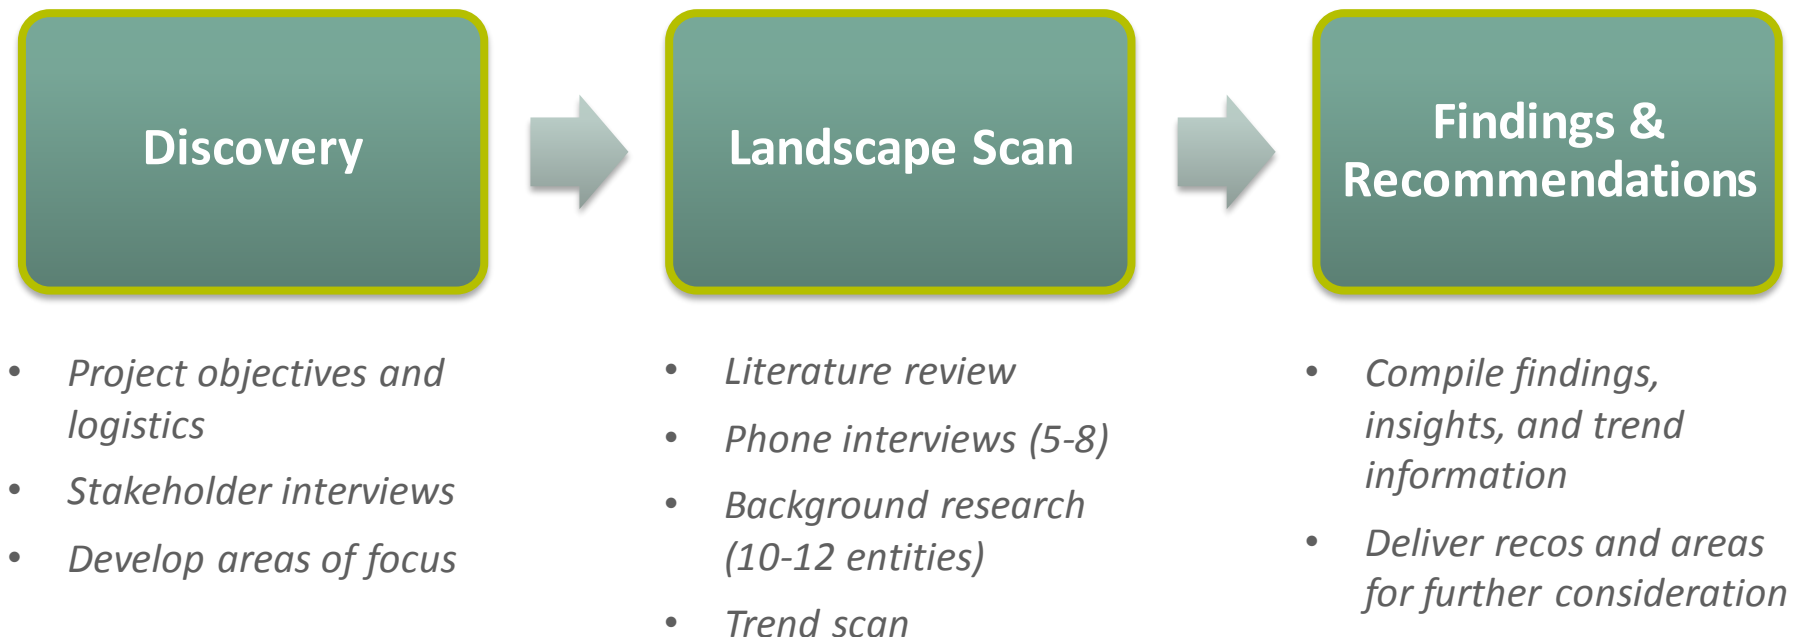 Discovery
Landscape Scan
Findings &
Recommendations
• Project objectives and
logistics
• Stakeholder interviews
• Develop areas of focus
• Literature review
• Phone interviews (5-8)
• Background research
(10-12 entities)
• Trend scan
• Compile findings,
insights, and trend
information
• Deliver recos and areas
for further consideration